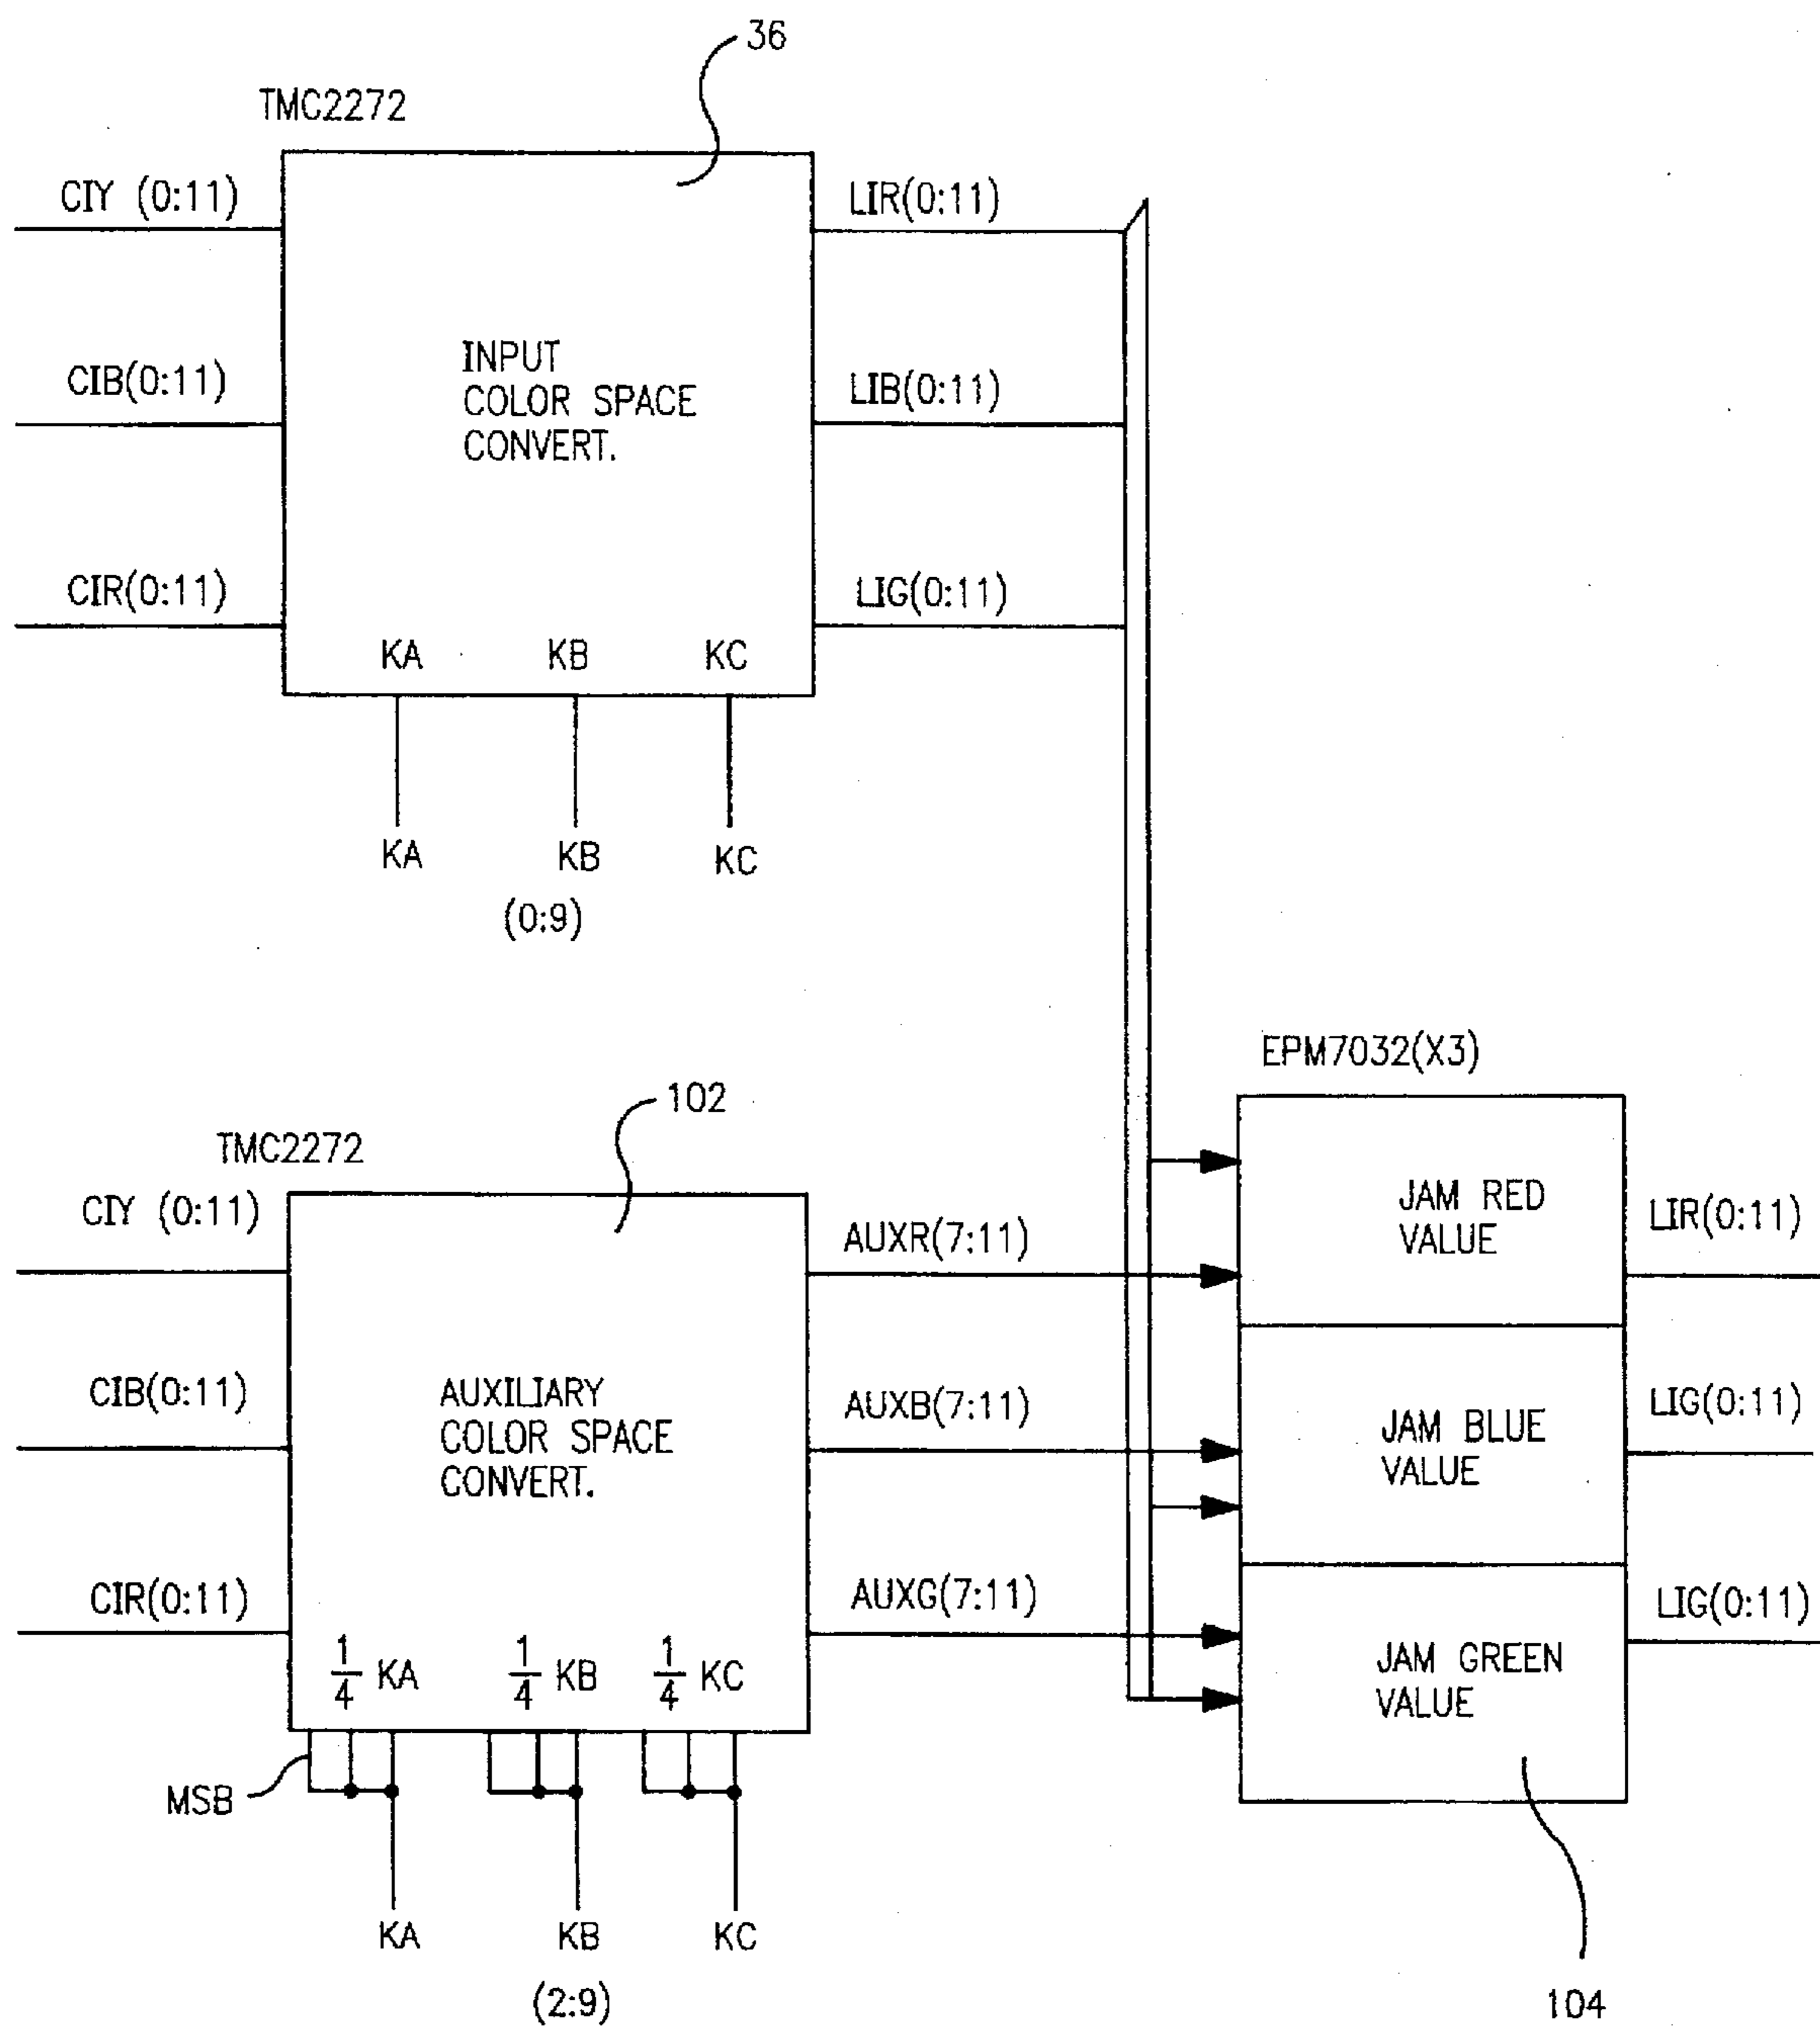 36
TMC2272
CIY (0:11)
LIR(0:11)
INPUT
COLOR SPACE
CONVERT.
CIB(0:11)
LIB(0:11)
CIR(0:11)
LIG(0:11)
KA KB KC
KA KB KC
(0:9)
EPM7032(X3)
102
TMC2272
CIY (0:11)
AUXR(7:11)
JAM RED
VALUE
LIR(0:11)
CIB(0:11)
AUXILIARY
COLOR SPACE
CONVERT.
AUXB(7:11)
JAM BLUE
VALUE
LIG(0:11)
CIR(0:11)
AUXG(7:11)
JAM GREEN
VALUE
LIG(0:11)
1/4 KA 1/4 KB 1/4 KC
MSB
KA KB KC
(2:9)
104